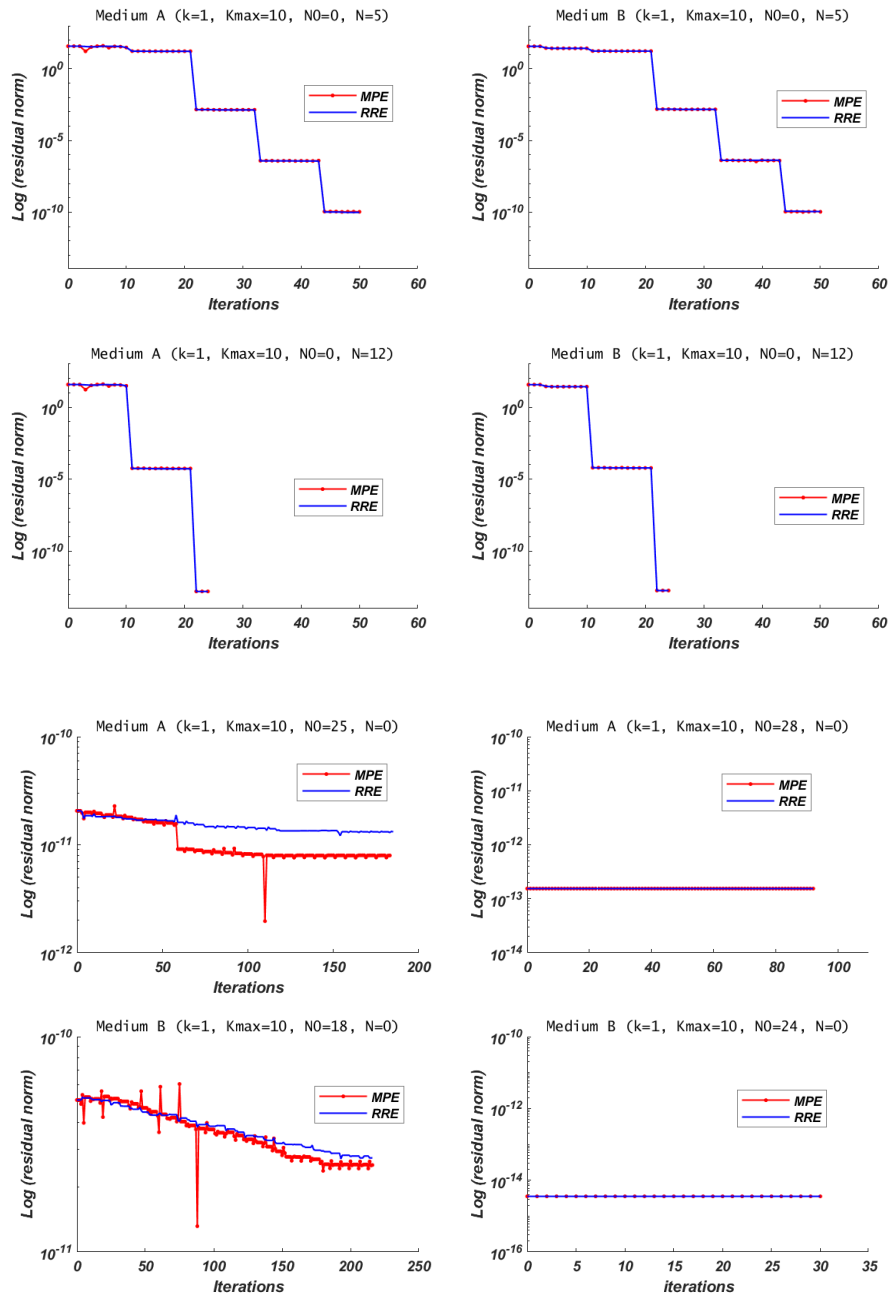 Medium A (k=1, Kmax=10, N0=0, N=5)
Log (residual norm)
10^0
10^-5
10^-10
MPE
RRE
0 10 20 30 40 50 60
Iterations
Medium B (k=1, Kmax=10, N0=0, N=5)
Log (residual norm)
10^0
10^-5
10^-10
MPE
RRE
0 10 20 30 40 50 60
Iterations
Medium A (k=1, Kmax=10, N0=0, N=12)
Log (residual norm)
10^0
10^-5
10^-10
MPE
RRE
0 10 20 30 40 50 60
Iterations
Medium B (k=1, Kmax=10, N0=0, N=12)
Log (residual norm)
10^0
10^-5
10^-10
MPE
RRE
0 10 20 30 40 50 60
Iterations
Medium A (k=1, Kmax=10, N0=25, N=0)
Log (residual norm)
10^-10
10^-11
10^-12
MPE
RRE
0 50 100 150 200
Iterations
Medium A (k=1, Kmax=10, N0=28, N=0)
Log (residual norm)
10^-10
10^-11
10^-12
10^-13
10^-14
MPE
RRE
0 20 40 60 80 100
Iterations
Medium B (k=1, Kmax=10, N0=18, N=0)
Log (residual norm)
10^-10
10^-11
MPE
RRE
0 50 100 150 200 250
Iterations
Medium B (k=1, Kmax=10, N0=24, N=0)
Log (residual norm)
10^-10
10^-12
10^-14
10^-16
MPE
RRE
0 5 10 15 20 25 30 35
iterations